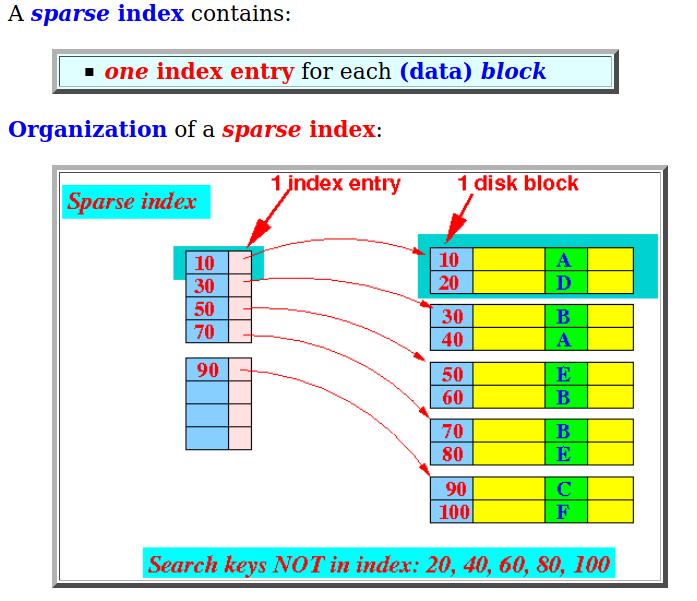 A sparse index contains:
one index entry for each (data) block
Organization of a sparse index:
1 index entry
1 disk block
Sparse index
10
30
50
70
90
10 A
20 D
30 B
40 A
50 E
60 B
70 B
80 E
90 C
100 F
Search keys NOT in index: 20, 40, 60, 80, 100